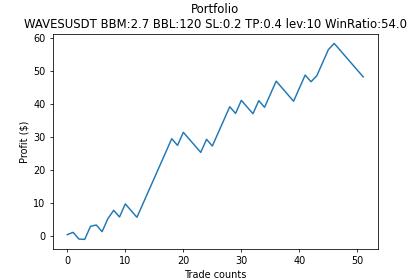 Portfolio
WAVESUSDT BBM:2.7 BBL:120 SL:0.2 TP:0.4 lev:10 WinRatio:54.0
60
50
40
30
20
10
0
Profit ($)
0 10 20 30 40 50
Trade counts